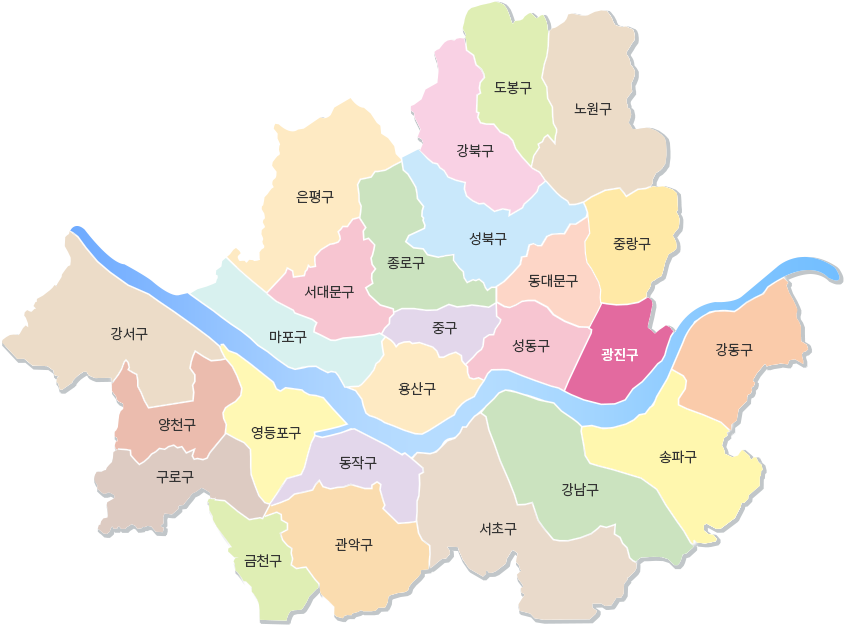 도봉구
노원구
강북구
은평구
성북구
중랑구
종로구
동대문구
서대문구
중구
강서구
마포구
성동구
광진구
강동구
용산구
양천구
영등포구
송파구
동작구
구로구
강남구
서초구
관악구
금천구